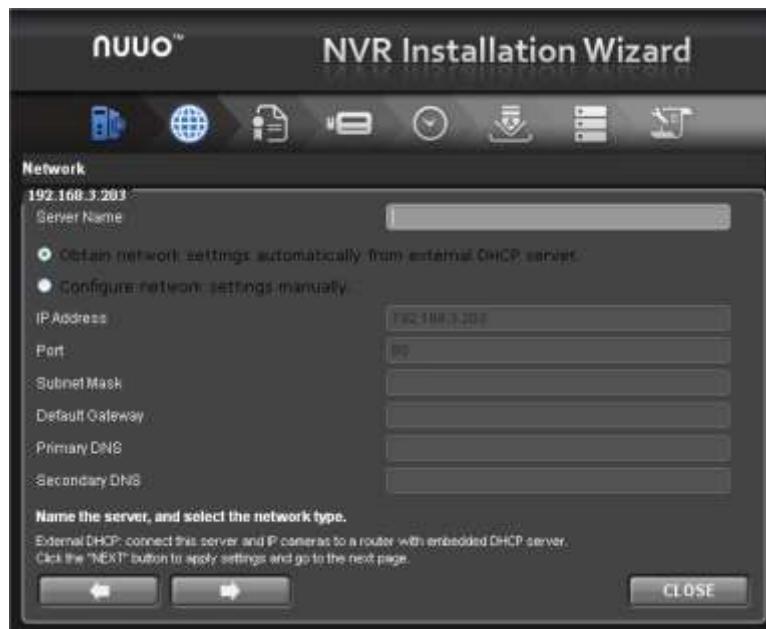 nuuo™
NVR Installation Wizard
Network
192.168.3.203
Server Name
Obtain network settings automatically from external DHCP server.
Configure network settings manually.
IP Address 192.168.3.203
Port 80
Subnet Mask
Default Gateway
Primary DNS
Secondary DNS
Name the server, and select the network type.
External DHCP: connect this server and IP cameras to a router with embedded DHCP server.
Click the "NEXT" button to apply settings and go to the next page.
CLOSE